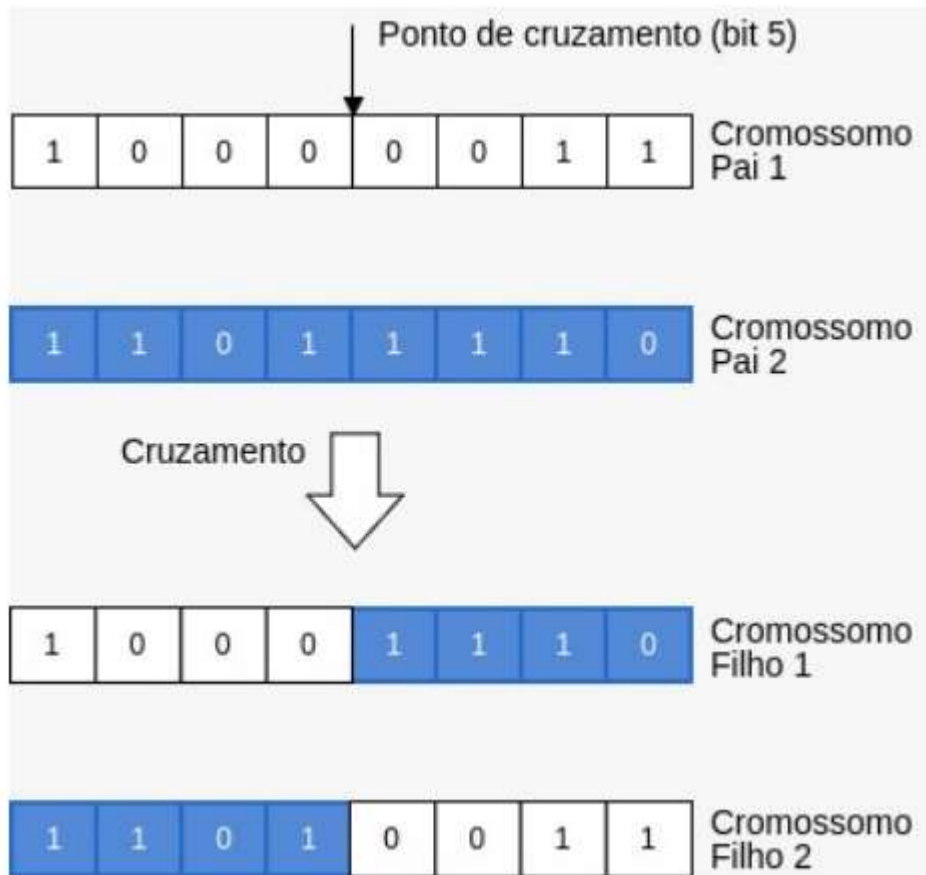 Ponto de cruzamento (bit 5)
1 0 0 0 0 0 1 1
Cromossomo
Pai 1
1 1 0 1 1 1 1 0
Cromossomo
Pai 2
Cruzamento
1 0 0 0 1 1 1 0
Cromossomo
Filho 1
1 1 0 1 0 0 1 1
Cromossomo
Filho 2